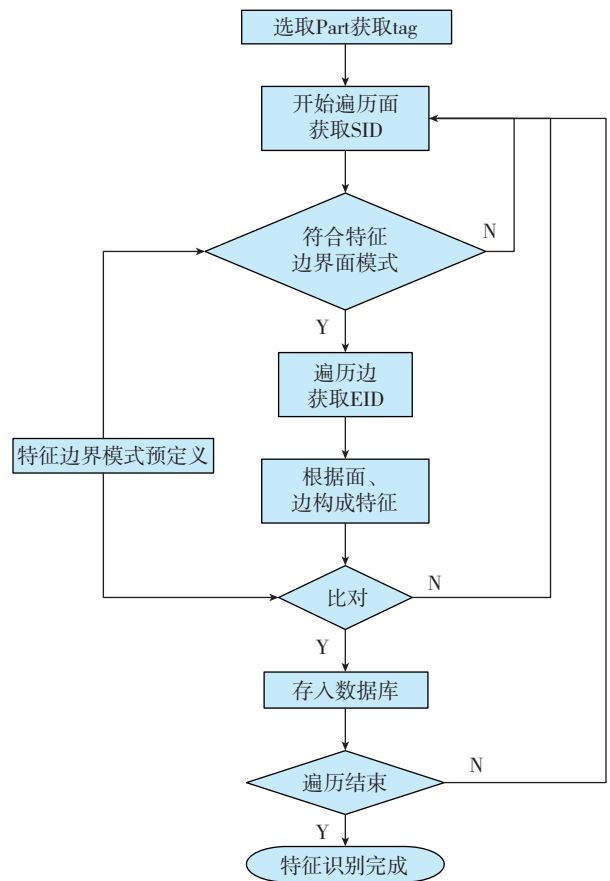 选取Part获取tag
开始遍历面
获取SID
符合特征
边界面模式
N
Y
遍历边
获取EID
特征边界模式预定义
根据面、
边构成特征
比对
N
Y
存入数据库
遍历结束
N
Y
特征识别完成